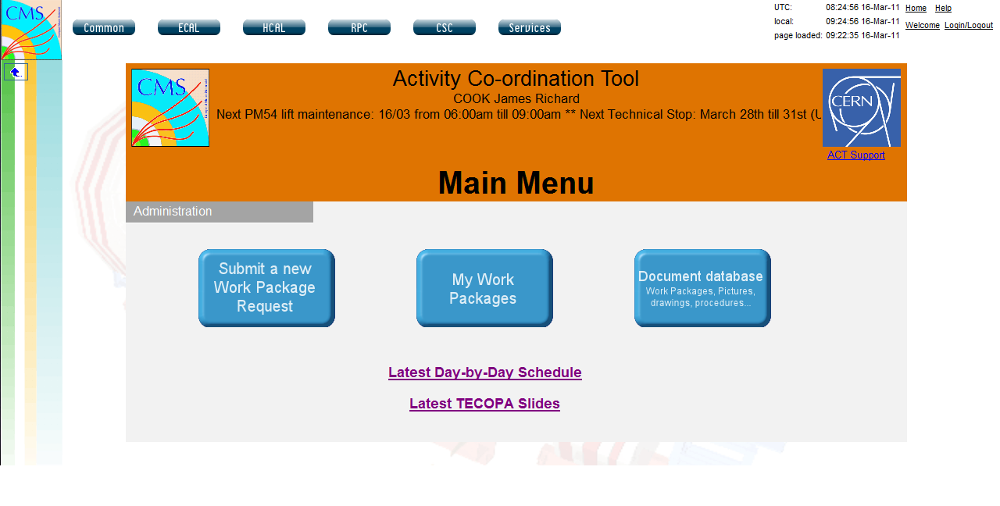 CMS
UTC: 08:24:56 16-Mar-11 Home Help
local: 09:24:56 16-Mar-11
Welcome Login/Logout
page loaded: 09:22:35 16-Mar-11
Common ECAL HCAL RPC CSC Services
CMS
Activity Co-ordination Tool
COOK James Richard
Next PM54 lift maintenance: 16/03 from 06:00am till 09:00am ** Next Technical Stop: March 28th till 31st (U
CERN
ACT Support
Main Menu
Administration
Submit a new
Work Package
Request
My Work
Packages
Document database
Work Packages, Pictures,
drawings, procedures...
Latest Day-by-Day Schedule
Latest TECOPA Slides